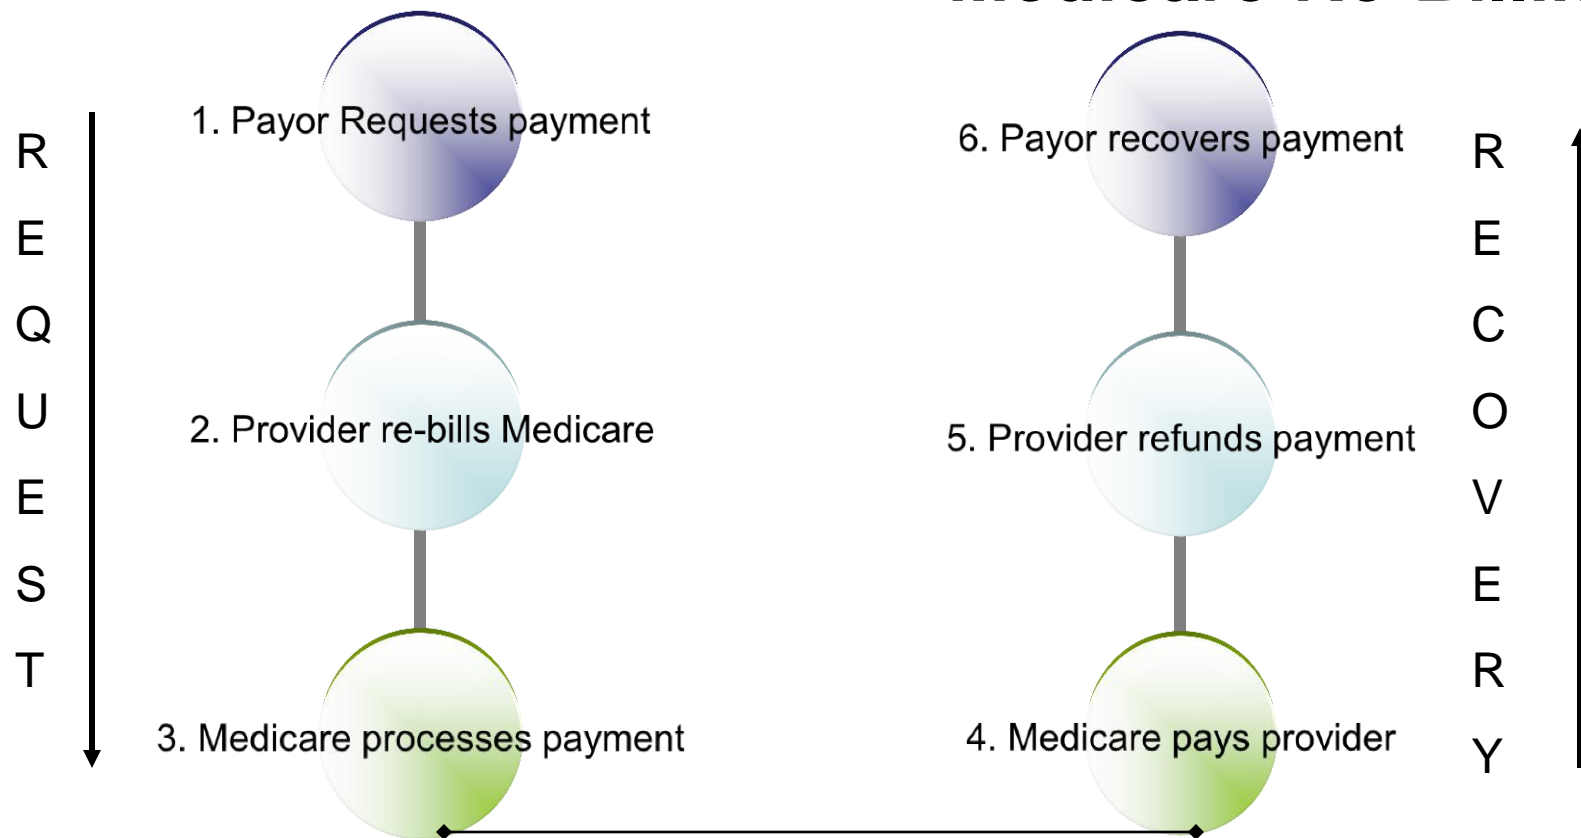 R
E
Q
U
E
S
T
1. Payor Requests payment
2. Provider re-bills Medicare
3. Medicare processes payment
6. Payor recovers payment
5. Provider refunds payment
4. Medicare pays provider
R
E
C
O
V
E
R
Y